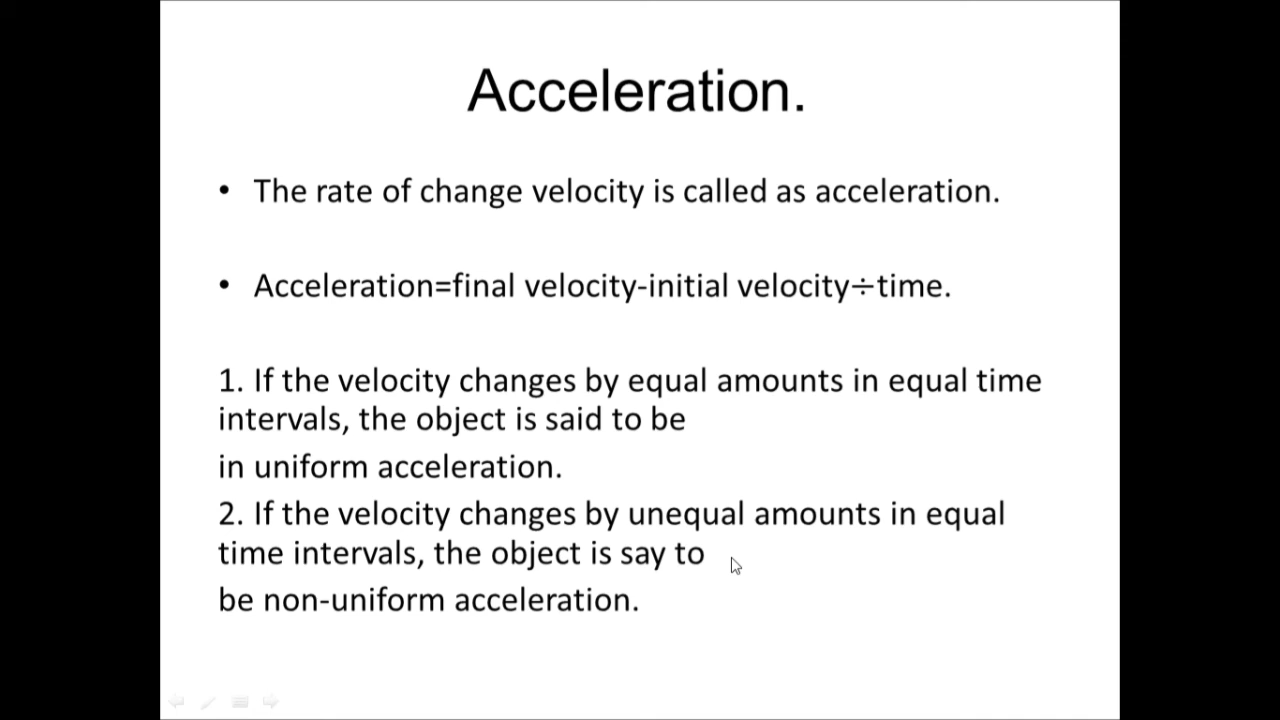 Acceleration.
• The rate of change velocity is called as acceleration.
• Acceleration=final velocity-initial velocity÷time.
1. If the velocity changes by equal amounts in equal time
intervals, the object is said to be
in uniform acceleration.
2. If the velocity changes by unequal amounts in equal
time intervals, the object is say to
be non-uniform acceleration.